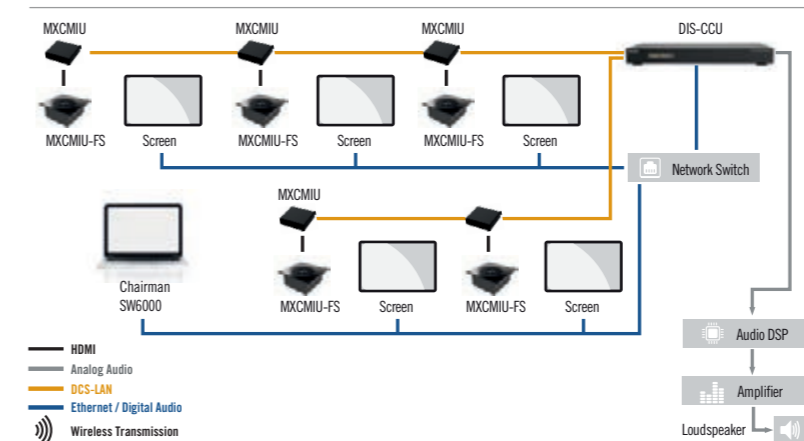 MXCMIU
MXCMIU
MXCMIU
DIS-CCU
MXCMIU-FS
Screen
MXCMIU-FS
Screen
MXCMIU-FS
Screen
Network Switch
MXCMIU
Chairman
SW6000
MXCMIU-FS
Screen
MXCMIU-FS
Screen
Audio DSP
HDMI
Analog Audio
DCS-LAN
Ethernet / Digital Audio
Wireless Transmission
Amplifier
Loudspeaker